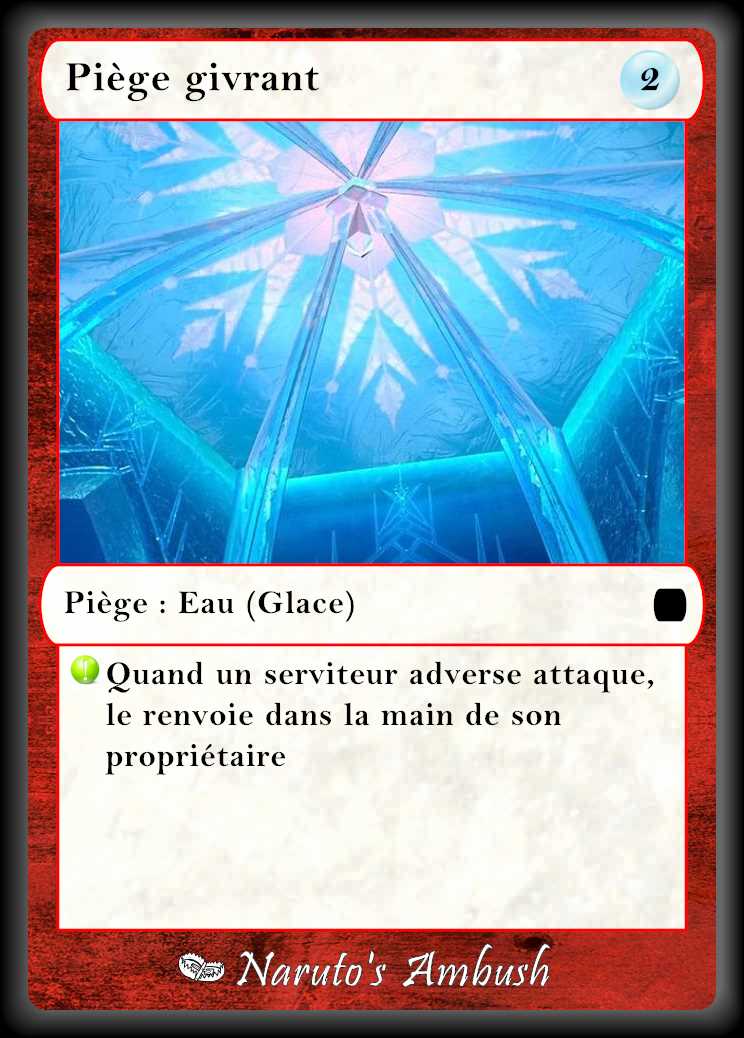 Piège givrant
2
Piège : Eau (Glace)
Quand un serviteur adverse attaque,
le renvoie dans la main de son
propriétaire
Naruto's Ambush